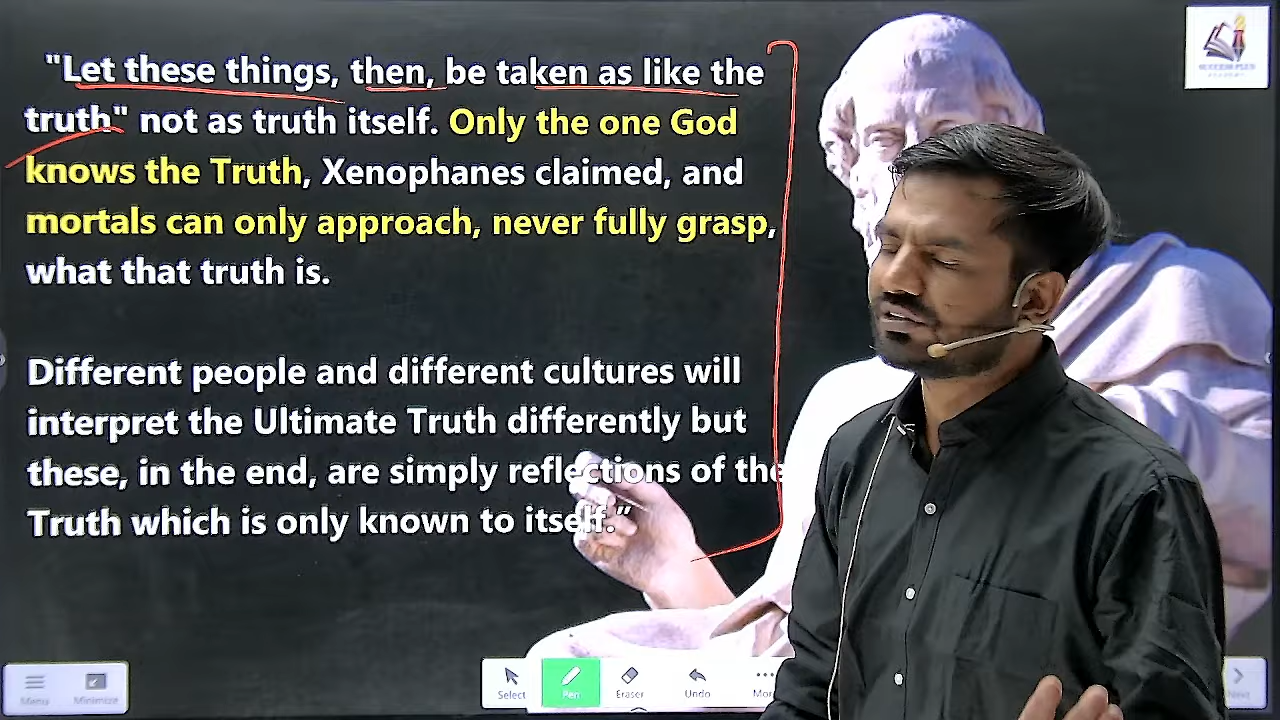 "Let these things, then, be taken as like the
truth" not as truth itself. Only the one God
knows the Truth, Xenophanes claimed, and
mortals can only approach, never fully grasp,
what that truth is.
Different people and different cultures will
interpret the Ultimate Truth differently but
these, in the end, are simply reflections of the
Truth which is only known to itself.”
Menu
Minimize
Select
Pen
Eraser
Undo
Next